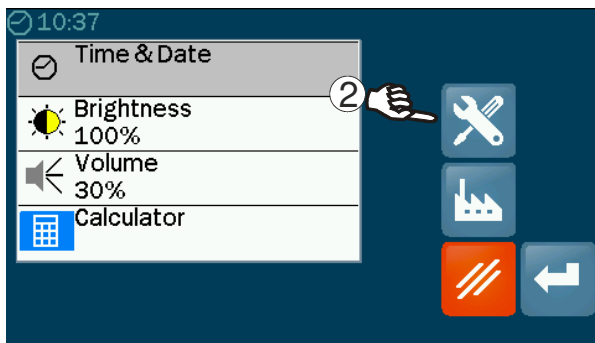 10:37
Time & Date
Brightness
100%
2
Volume
30%
Calculator